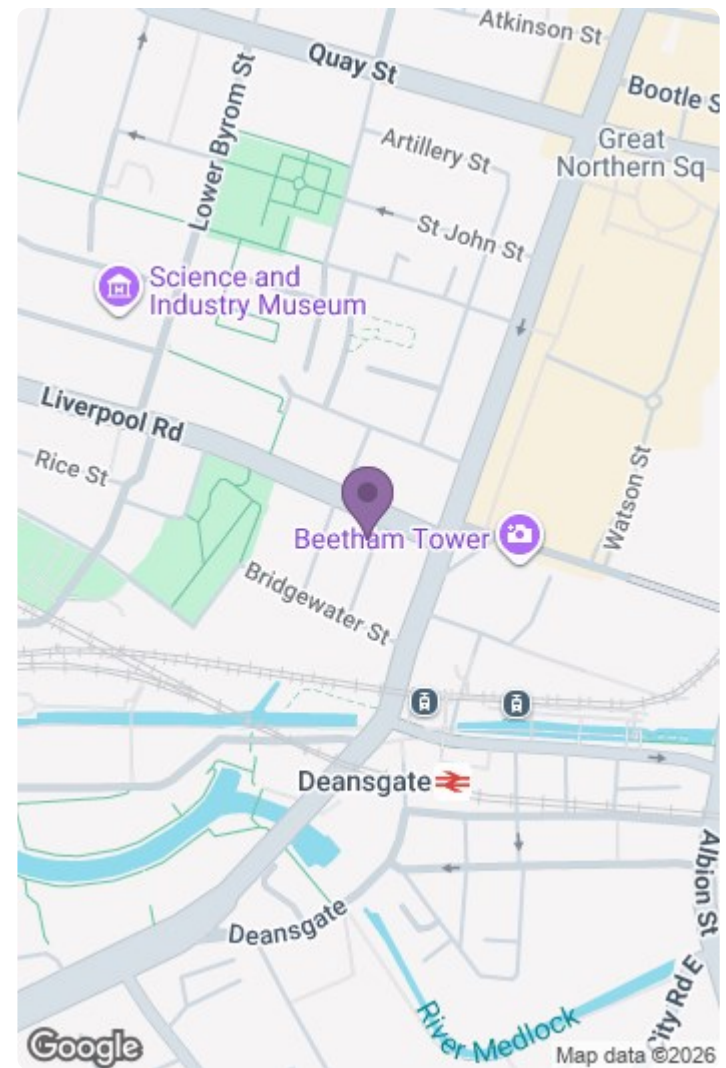 Atkinson St
Quay St
Bootle S
Lower Byrom St
Artillery St
Great
Northern Sq
St John St
Science and
Industry Museum
Liverpool Rd
Rice St
Watson St
Beetham Tower
Bridgewater St
Deansgate
Albion St
Deansgate
City Rd E
River Medlock
Google
Map data ©2026